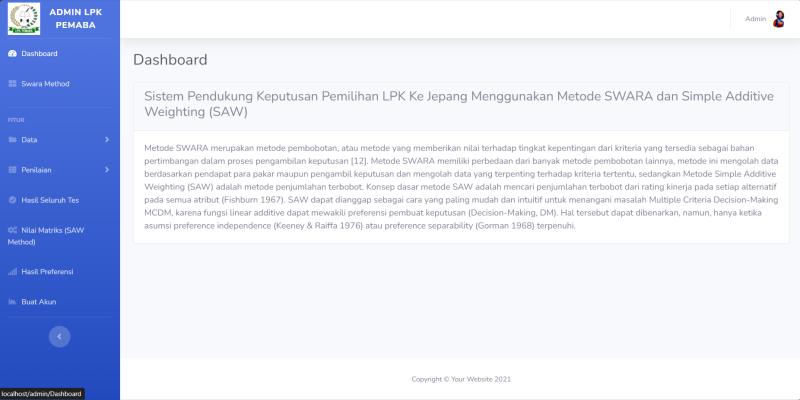 ADMIN LPK
PEMABA
Admin
Dashboard
Swara Method
FITUR
Data
Penilaian
Hasil Seluruh Tes
Nilai Matriks (SAW
Method)
Hasil Preferensi
Buat Akun
localhost/admin/Dashboard
Dashboard
Sistem Pendukung Keputusan Pemilihan LPK Ke Jepang Menggunakan Metode SWARA dan Simple Additive
Weighting (SAW)
Metode SWARA merupakan metode pembobotan, atau metode yang memberikan nilai terhadap tingkat kepentingan dari kriteria yang tersedia sebagai bahan
pertimbangan dalam proses pengambilan keputusan [12]. Metode SWARA memiliki perbedaan dari banyak metode pembobotan lainnya, metode ini mengolah data
berdasarkan pendapat para pakar maupun pengambil keputusan dan mengolah data yang terpenting terhadap kriteria tertentu, sedangkan Metode Simple Additive
Weighting (SAW) adalah metode penjumlahan terbobot. Konsep dasar metode SAW adalah mencari penjumlahan terbobot dari rating kinerja pada setiap alternatif
pada semua atribut (Fishburn 1967). SAW dapat dianggap sebagai cara yang paling mudah dan intuitif untuk menangani masalah Multiple Criteria Decision-Making
MCDM, karena fungsi linear additive dapat mewakili preferensi pembuat keputusan (Decision-Making, DM). Hal tersebut dapat dibenarkan, namun, hanya ketika
asumsi preference independence (Keeney & Raiffa 1976) atau preference separability (Gorman 1968) terpenuhi.
Copyright © Your Website 2021